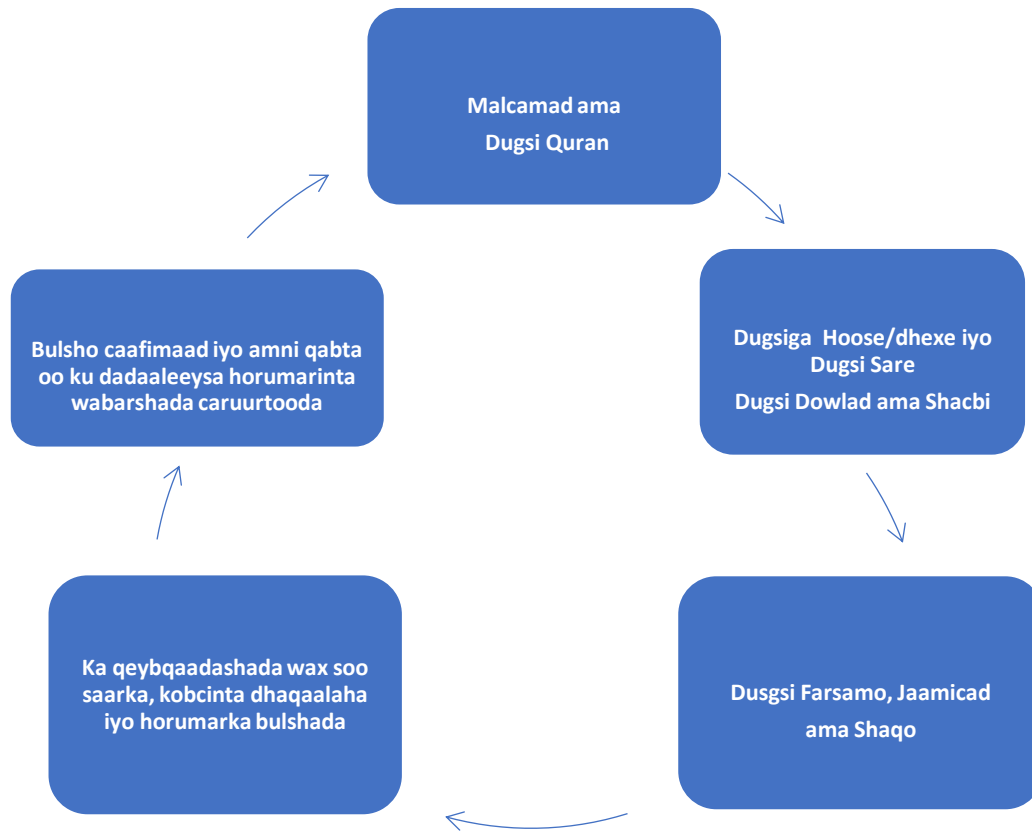 Malcamad ama
Dugsi Quran
Dugsiga Hoose/dhexe iyo
Dugsi Sare
Dugsi Dowlad ama Shacbi
Dusgsi Farsamo, Jaamicad
ama Shaqo
Ka qeybqaadashada wax soo
saarka, kobcinta dhaqaalaha
iyo horumarka bulshada
Bulsho caafimaad iyo amni qabta
oo ku dadaaleeysa horumarinta
wabarshada caruurtooda